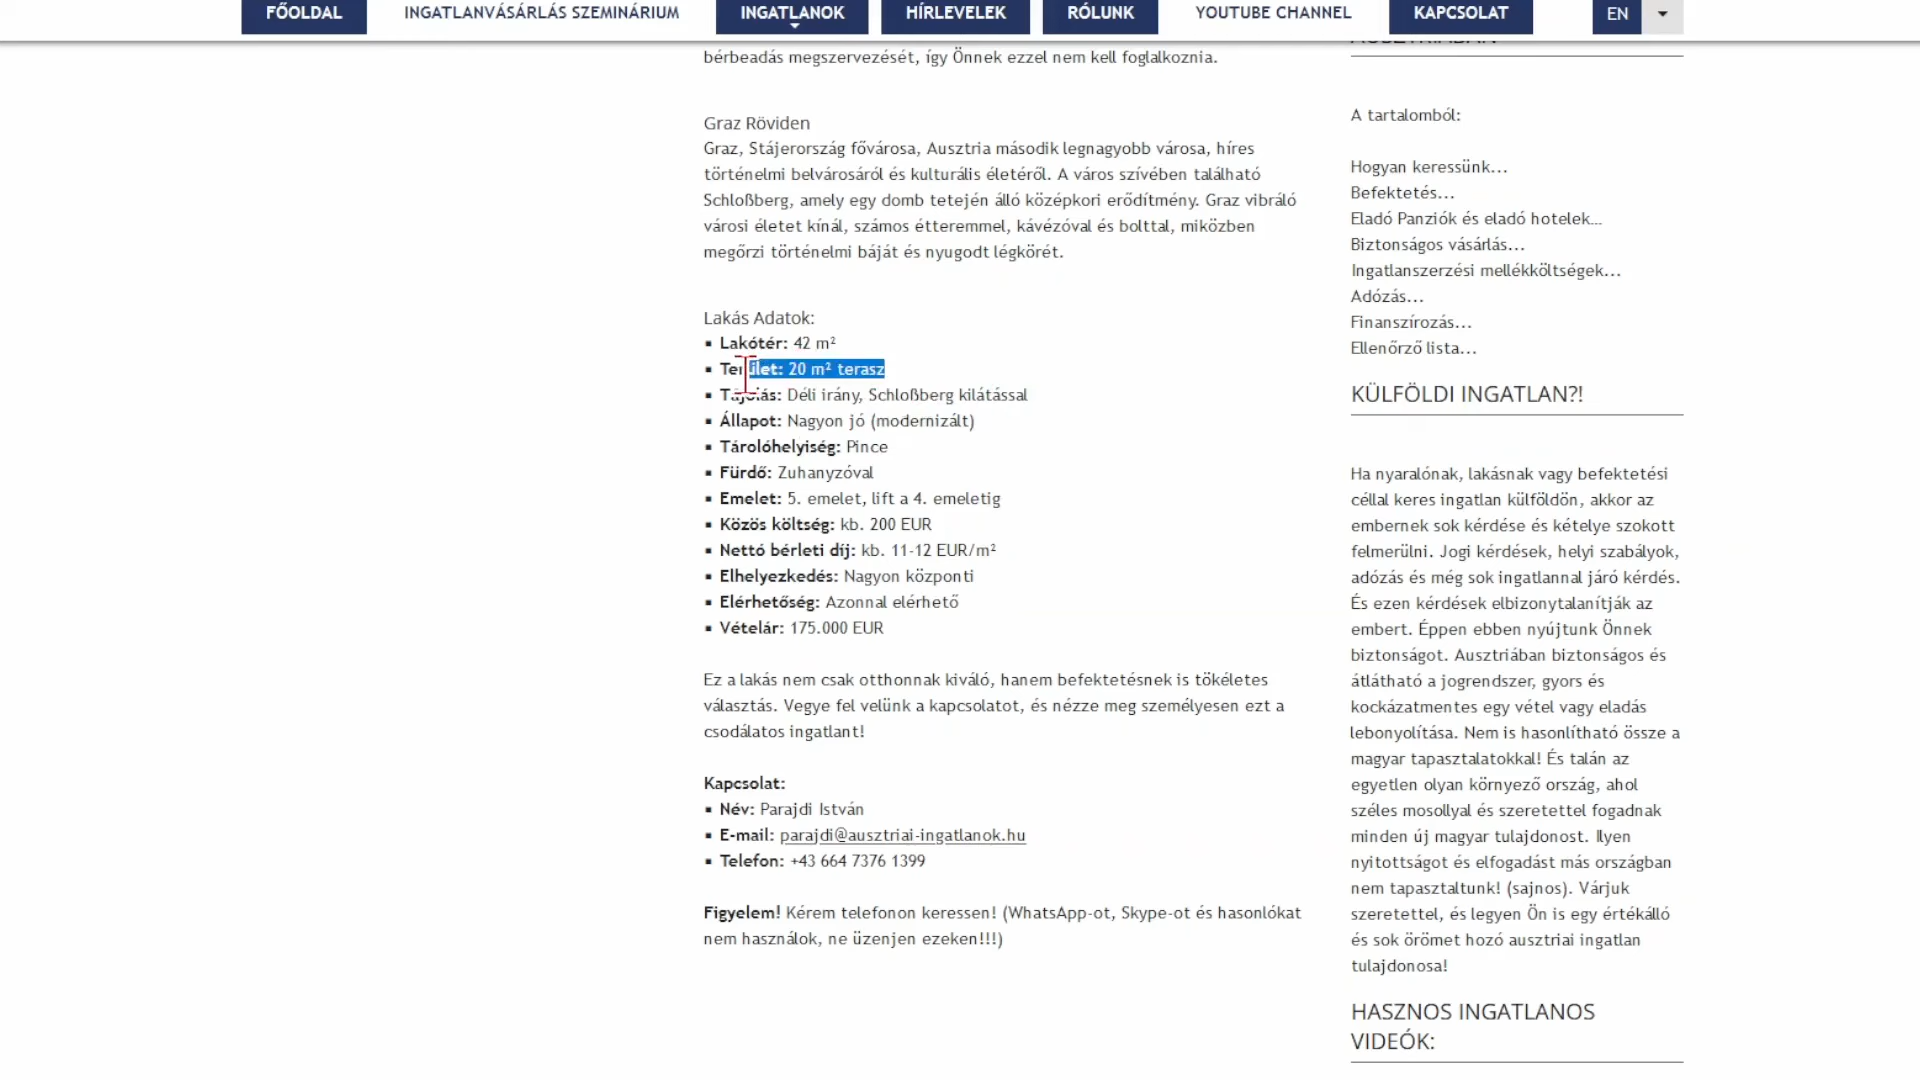 FŐOLDAL
INGATLANVÁSÁRLÁS SZEMINÁRIUM
INGATLANOK
HÍRLEVELEK
RÓLUNK
YOUTUBE CHANNEL
KAPCSOLAT
EN
bérbeadás megszervezését, így Önnek ezzel nem kell foglalkoznia.
Graz Röviden
Graz, Stájerország fővárosa, Ausztria második legnagyobb városa, híres
történelmi belvárosáról és kulturális életéről. A város szívében található
Schloßberg, amely egy domb tetején álló középkori erődítmény. Graz vibráló
városi életet kínál, számos étteremmel, kávézóval és bolttal, miközben
megőrzi történelmi báját és nyugodt légkörét.
Lakás Adatok:
▪ Lakótér: 42 m²
▪ Terület: 20 m² terasz
▪ Tájolás: Déli irány, Schloßberg kilátással
▪ Állapot: Nagyon jó (modernizált)
▪ Tárolóhelyiség: Pince
▪ Fürdő: Zuhanyzóval
▪ Emelet: 5. emelet, lift a 4. emeletig
▪ Közös költség: kb. 200 EUR
▪ Nettó bérleti díj: kb. 11-12 EUR/m²
▪ Elhelyezkedés: Nagyon központi
▪ Elérhetőség: Azonnal elérhető
▪ Vételár: 175.000 EUR
Ez a lakás nem csak otthonnak kiváló, hanem befektetésnek is tökéletes
választás. Vegye fel velünk a kapcsolatot, és nézze meg személyesen ezt a
csodálatos ingatlant!
Kapcsolat:
▪ Név: Parajdi István
▪ E-mail: parajdi@ausztriai-ingatlanok.hu
▪ Telefon: +43 664 7376 1399
Figyelem! Kérem telefonon keressen! (WhatsApp-ot, Skype-ot és hasonlókat
nem használok, ne üzenjen ezeken!!!)
A tartalomból:
Hogyan keressünk...
Befektetés...
Eladó Panziók és eladó hotelek...
Biztonságos vásárlás...
Ingatlanszerzési mellékköltségek...
Adózás...
Finanszírozás...
Ellenőrző lista...
KÜLFÖLDI INGATLAN?!
Ha nyaralónak, lakásnak vagy befektetési
céllal keres ingatlan külföldön, akkor az
embernek sok kérdése és kételye szokott
felmerülni. Jogi kérdések, helyi szabályok,
adózás és még sok ingatlannal járó kérdés.
És ezen kérdések elbizonytalanítják az
embert. Éppen ebben nyújtunk Önnek
biztonságot. Ausztriában biztonságos és
átlátható a jogrendszer, gyors és
kockázatmentes egy vétel vagy eladás
lebonyolítása. Nem is hasonlítható össze a
magyar tapasztalatokkal! És talán az
egyetlen olyan környező ország, ahol
széles mosollyal és szeretettel fogadnak
minden új magyar tulajdonost. Ilyen
nyitottságot és elfogadást más országban
nem tapasztaltunk! (sajnos). Várjuk
szeretettel, és legyen Ön is egy értékálló
és sok örömet hozó ausztriai ingatlan
tulajdonosa!
HASZNOS INGATLANOS
VIDEÓK: